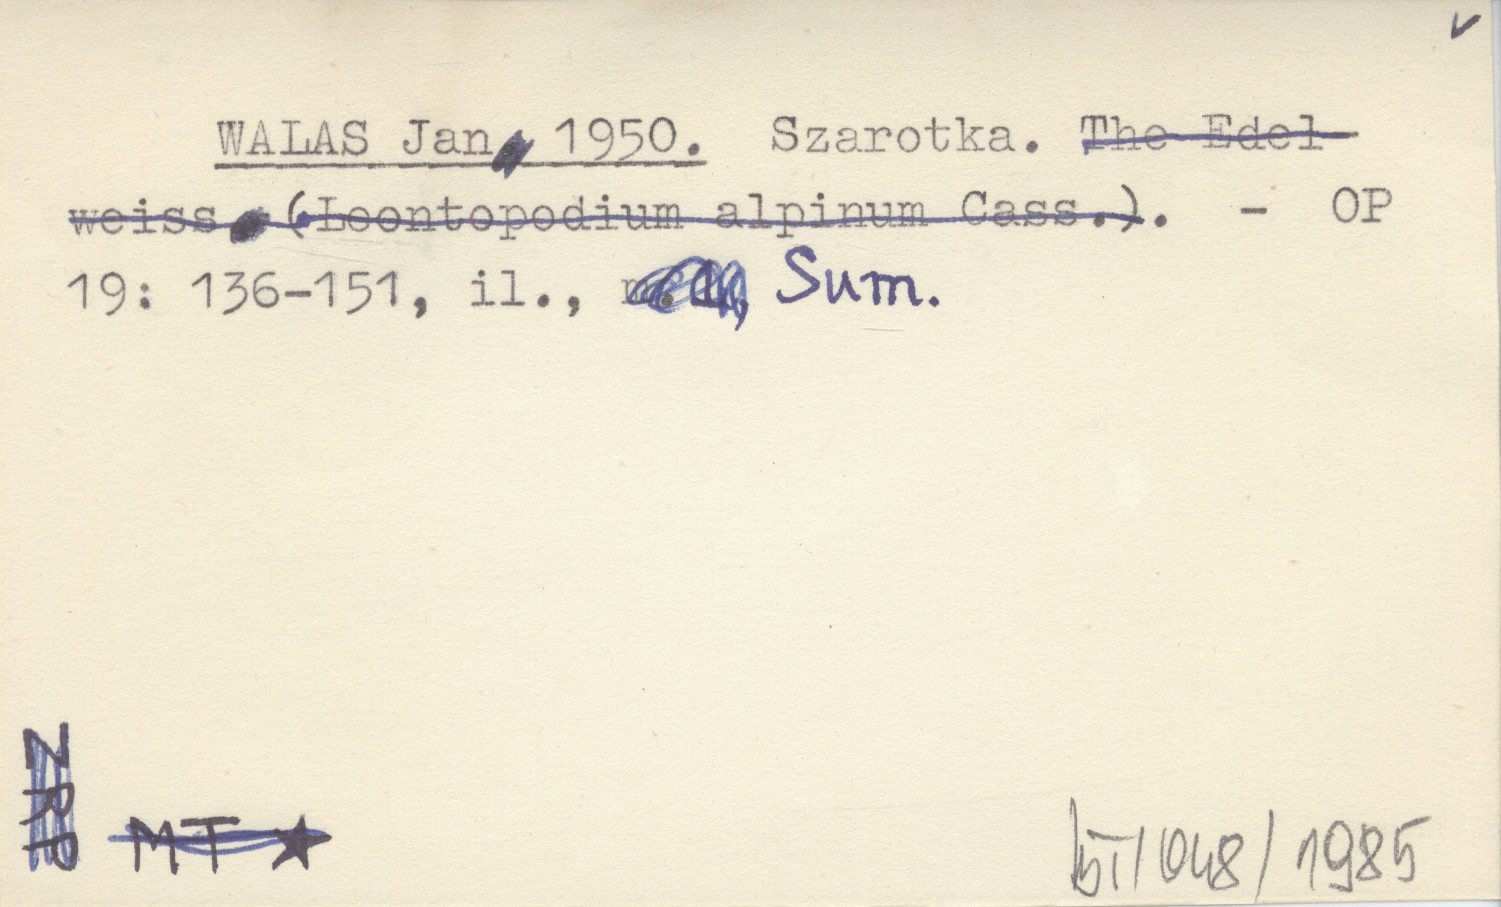 WALAS Jan, 1950. Szarotka. The Edel-
weiss (Leontopodium alpinum Cass.). - OP
19: 136-151, il., Sum.
ZRP
MT ★
/048/1985